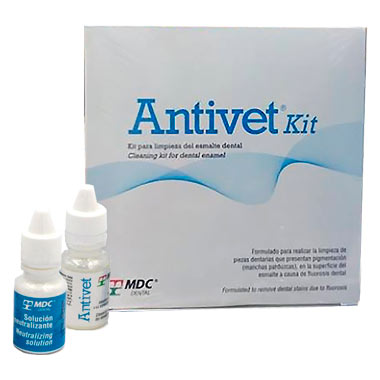 Antivet® Kit
Kit para limpieza del esmalte dental
Cleaning kit for dental enamel
Formulado para realizar la limpieza de
piezas dentarias que presentan pigmentación
(manchas parduzcas), en la superficie del
esmalte a causa de fluorosis dental
Formulated to remove dental stains due to fluorosis
MDC®
DENTAL
MDC
DENTAL
Solución
neutralizante
Neutralizing
solution
Antivet